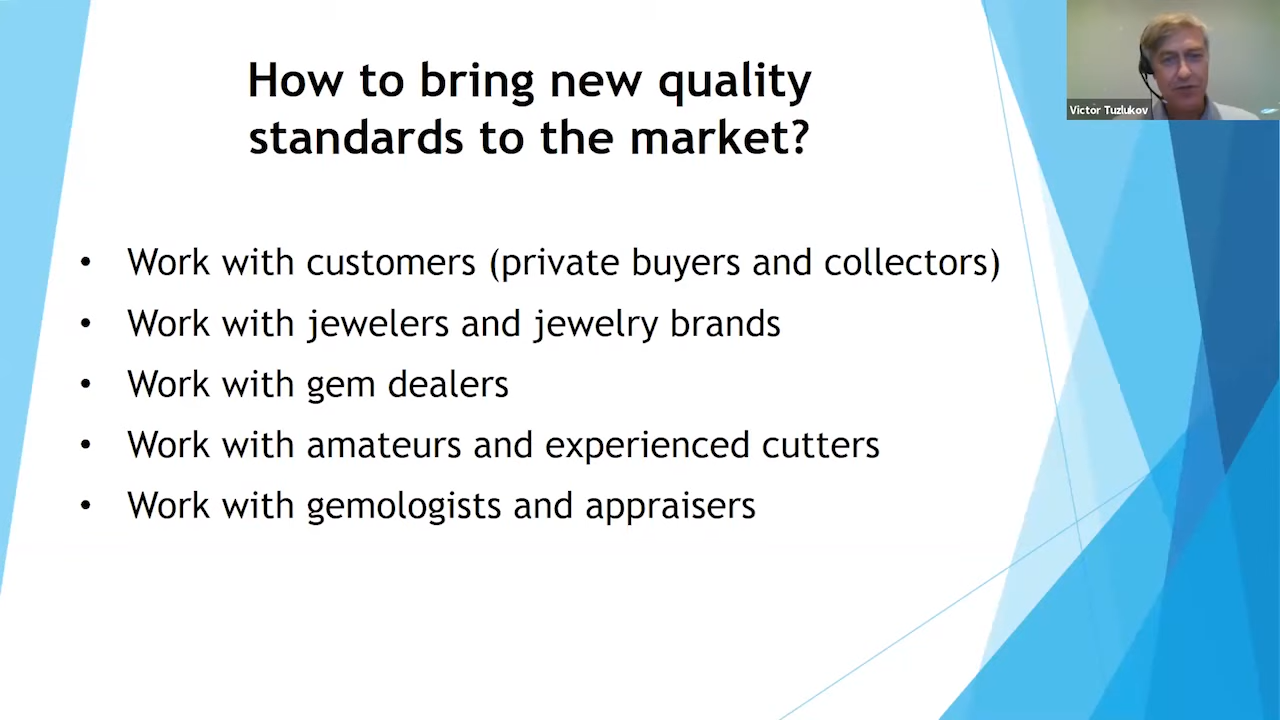 How to bring new quality
standards to the market?
Victor Tuzlukov
• Work with customers (private buyers and collectors)
• Work with jewelers and jewelry brands
• Work with gem dealers
• Work with amateurs and experienced cutters
• Work with gemologists and appraisers